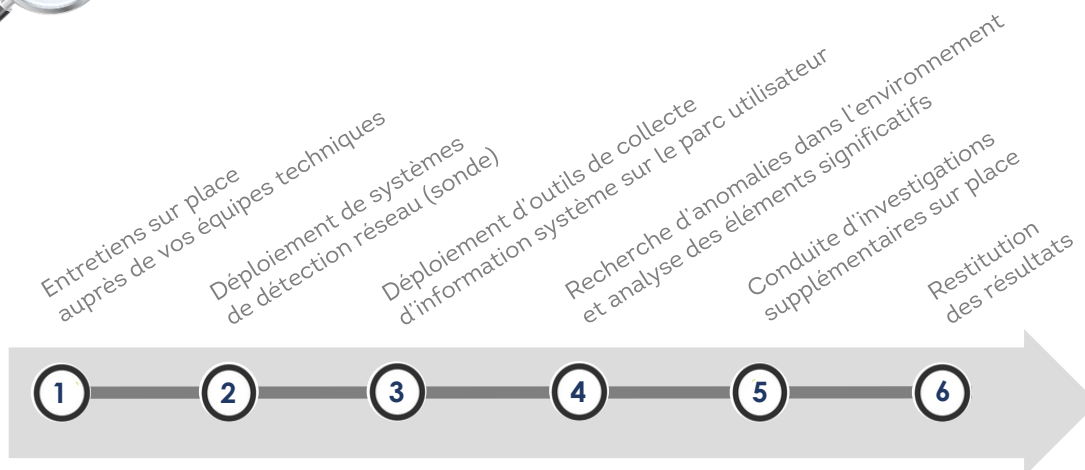 Entretiens sur place
auprès de vos équipes techniques
Déploiement de systèmes
de détection réseau (sonde)
Déploiement d'outils de collecte
d'information système sur le parc utilisateur
Recherche d'anomalies dans l'environnement
et analyse des éléments significatifs
Conduite d'investigations
supplémentaires sur place
Restitution
des résultats
1
2
3
4
5
6